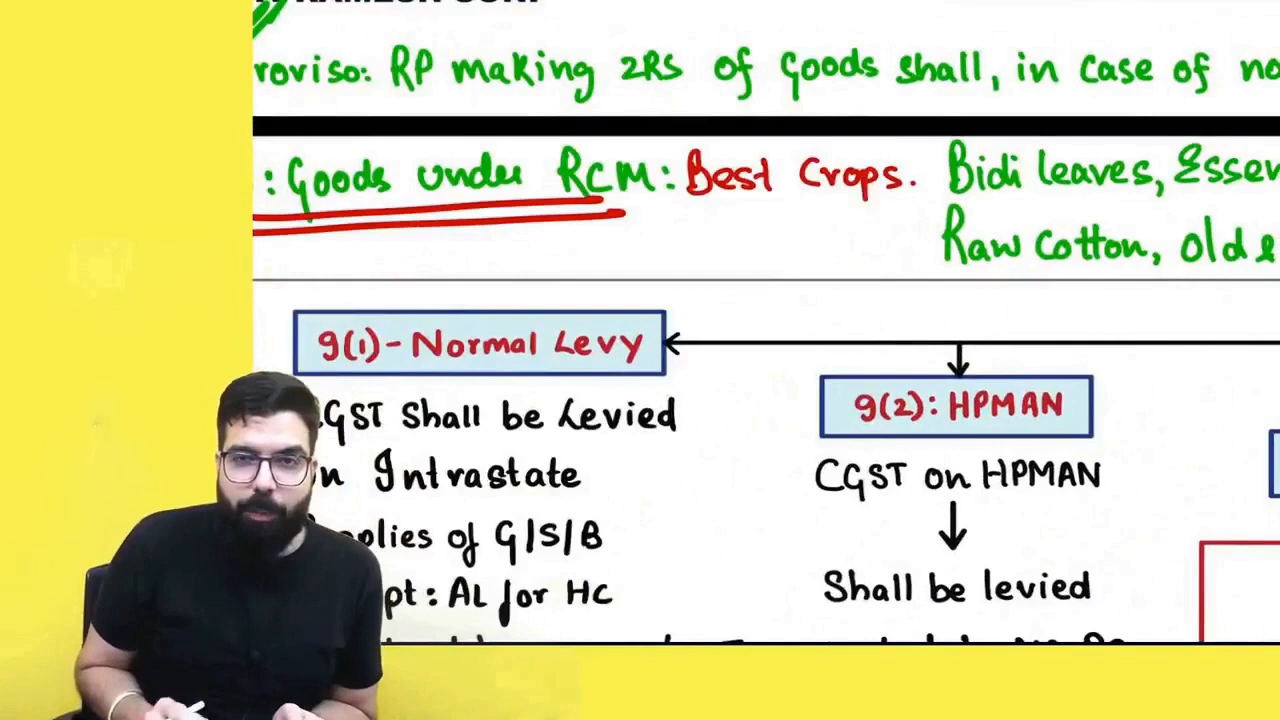 roviso: RP making 2RS of Goods shall, in case of no
: Goods under RCM: Best Crops. Bidi leaves, Essen
Raw Cotton, old &
9(1)- Normal Levy
9(2): HPMAN
CGST Shall be Levied
n Intrastate
CGST on HPMAN
plies of G/S/B
Shall be levied
pt: AL for HC